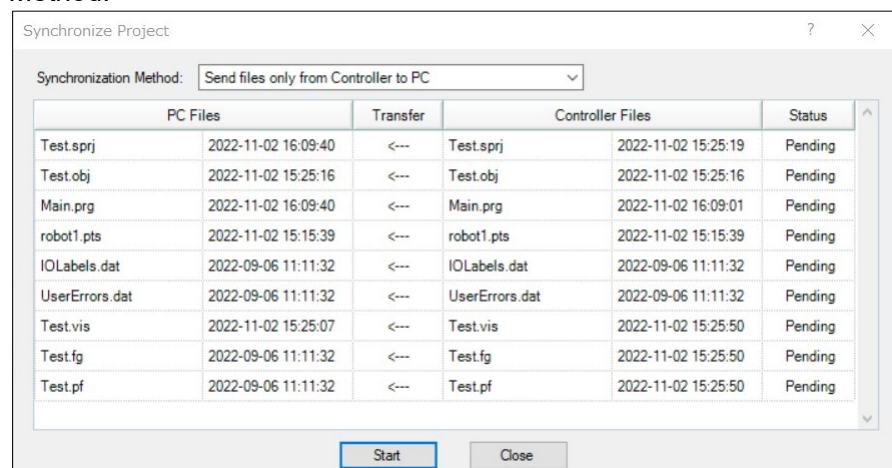 Synchronize Project ? ×
Synchronization Method: Send files only from Controller to PC
PC Files Transfer Controller Files Status
Test.sprj 2022-11-02 16:09:40 <--- Test.sprj 2022-11-02 15:25:19 Pending
Test.obj 2022-11-02 15:25:16 <--- Test.obj 2022-11-02 15:25:16 Pending
Main.prg 2022-11-02 16:09:40 <--- Main.prg 2022-11-02 16:09:01 Pending
robot1.pts 2022-11-02 15:15:39 <--- robot1.pts 2022-11-02 15:15:39 Pending
IOLabels.dat 2022-09-06 11:11:32 <--- IOLabels.dat 2022-09-06 11:11:32 Pending
UserErrors.dat 2022-09-06 11:11:32 <--- UserErrors.dat 2022-09-06 11:11:32 Pending
Test.vis 2022-11-02 15:25:07 <--- Test.vis 2022-11-02 15:25:50 Pending
Test.fg 2022-09-06 11:11:32 <--- Test.fg 2022-11-02 15:25:50 Pending
Test.pf 2022-09-06 11:11:32 <--- Test.pf 2022-11-02 15:25:50 Pending
Start Close